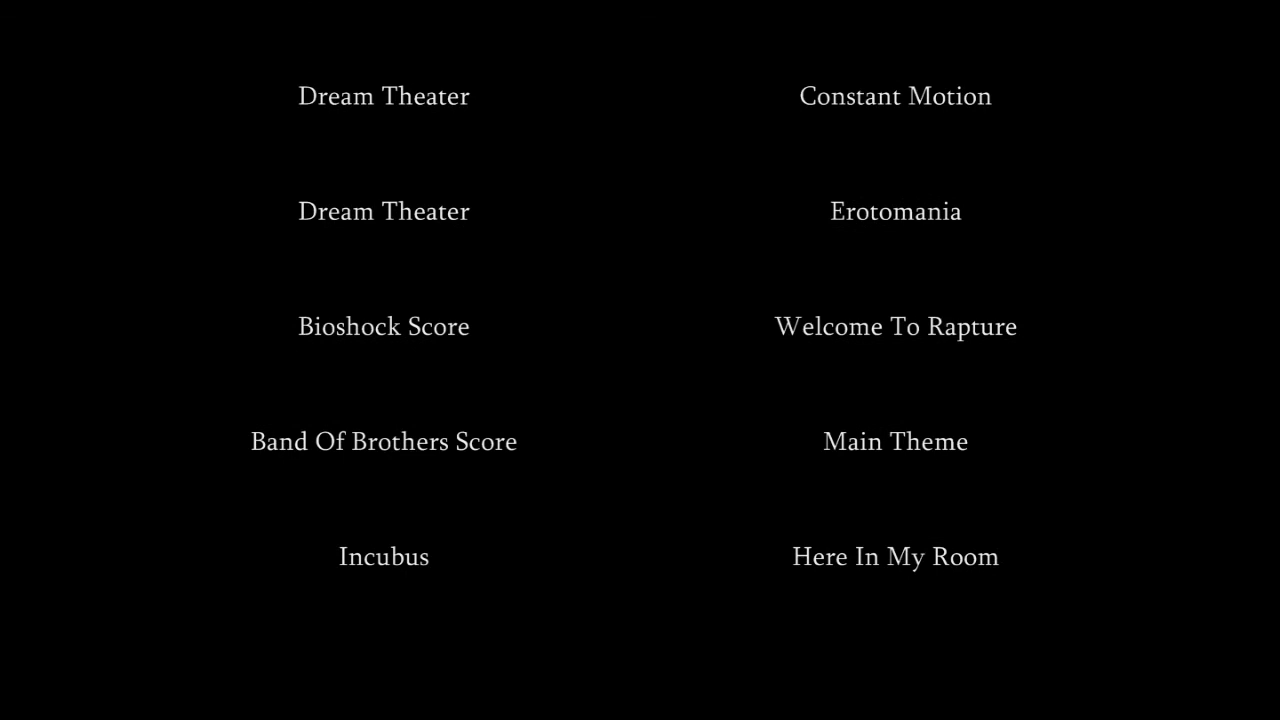 Dream Theater Constant Motion
Dream Theater Erotomania
Bioshock Score Welcome To Rapture
Band Of Brothers Score Main Theme
Incubus Here In My Room